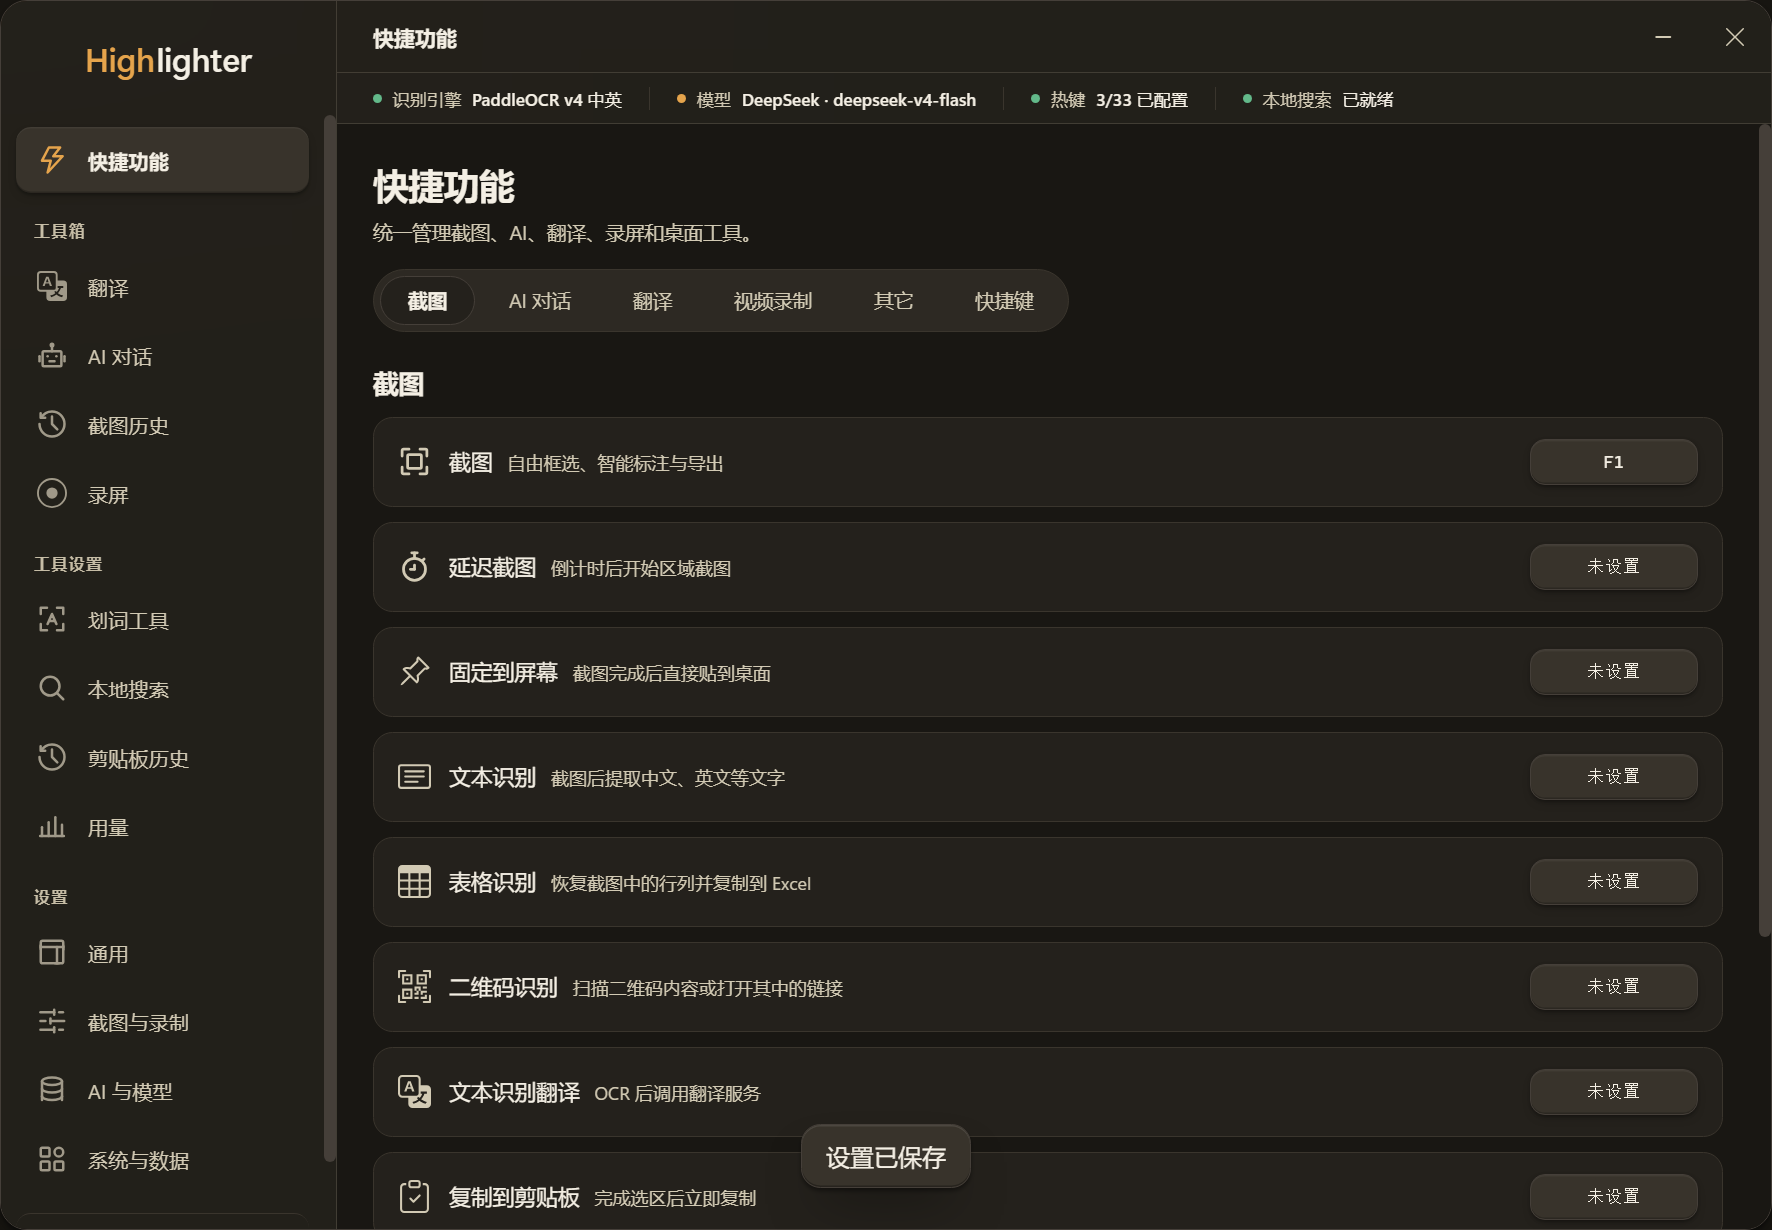 Highlighter
快捷功能
工具箱
翻译
AI 对话
截图历史
录屏
工具设置
划词工具
本地搜索
剪贴板历史
用量
设置
通用
截图与录制
AI 与模型
系统与数据
快捷功能
识别引擎 PaddleOCR v4 中英 模型 DeepSeek · deepseek-v4-flash 热键 3/33 已配置 本地搜索 已就绪
快捷功能
统一管理截图、AI、翻译、录屏和桌面工具。
截图 AI 对话 翻译 视频录制 其它 快捷键
截图
截图 自由框选、智能标注与导出 F1
延迟截图 倒计时后开始区域截图 未设置
固定到屏幕 截图完成后直接贴到桌面 未设置
文本识别 截图后提取中文、英文等文字 未设置
表格识别 恢复截图中的行列并复制到 Excel 未设置
二维码识别 扫描二维码内容或打开其中的链接 未设置
文本识别翻译 OCR 后调用翻译服务 未设置
设置已保存
复制到剪贴板 完成选区后立即复制 未设置